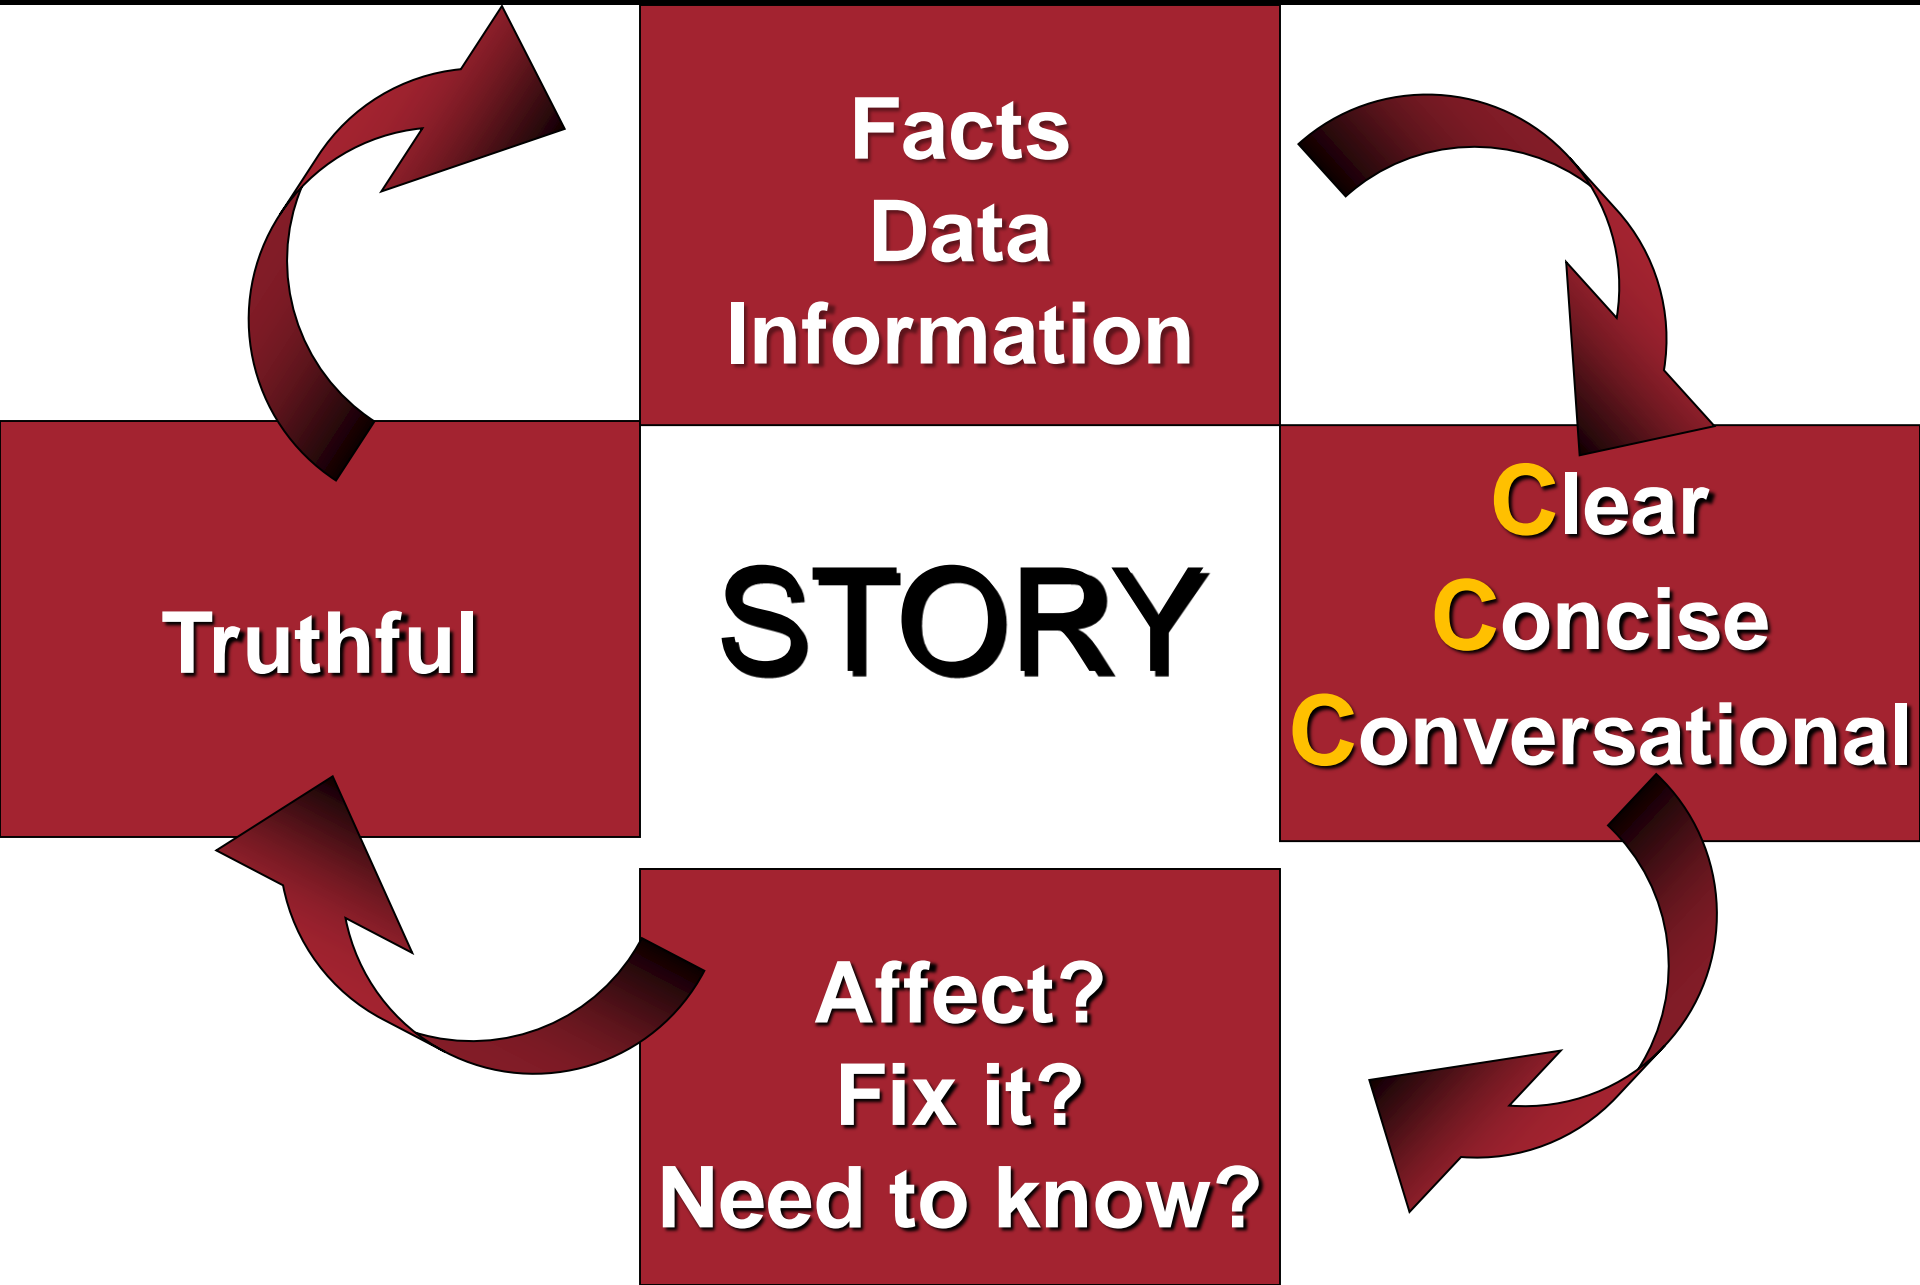 Facts
Data
Information
Truthful
STORY
Clear
Concise
Conversational
Affect?
Fix it?
Need to know?